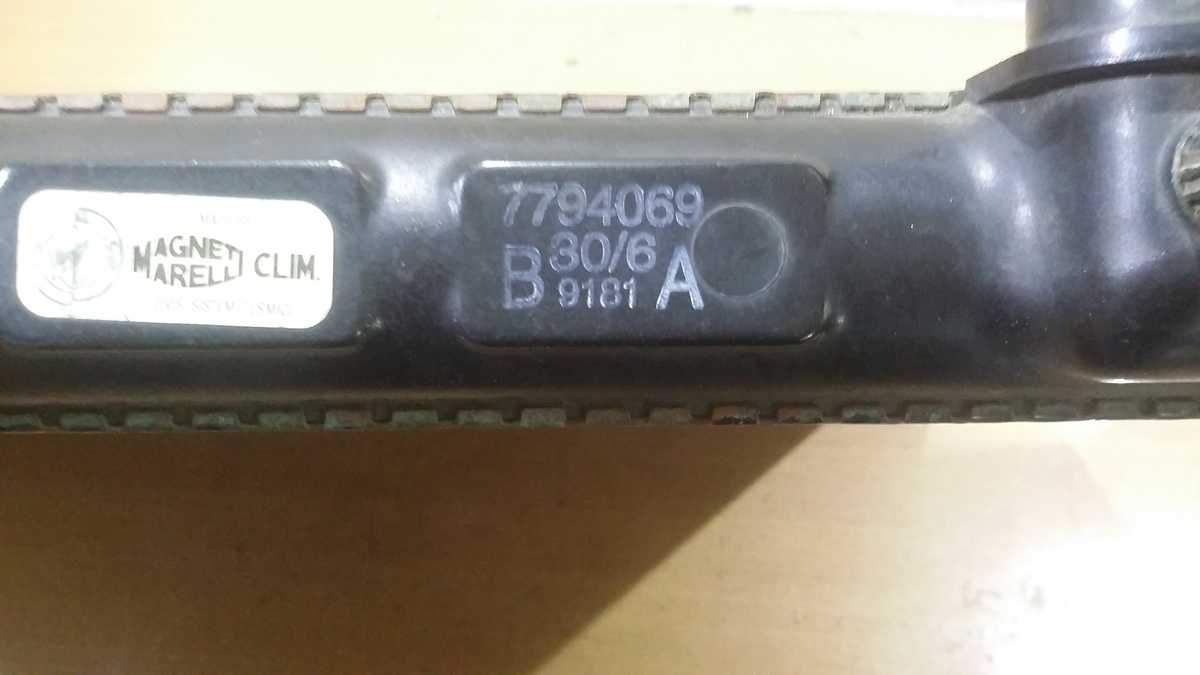 MAGNETI
MARELLI CLIM.
7794069
30/6
B 9181 A